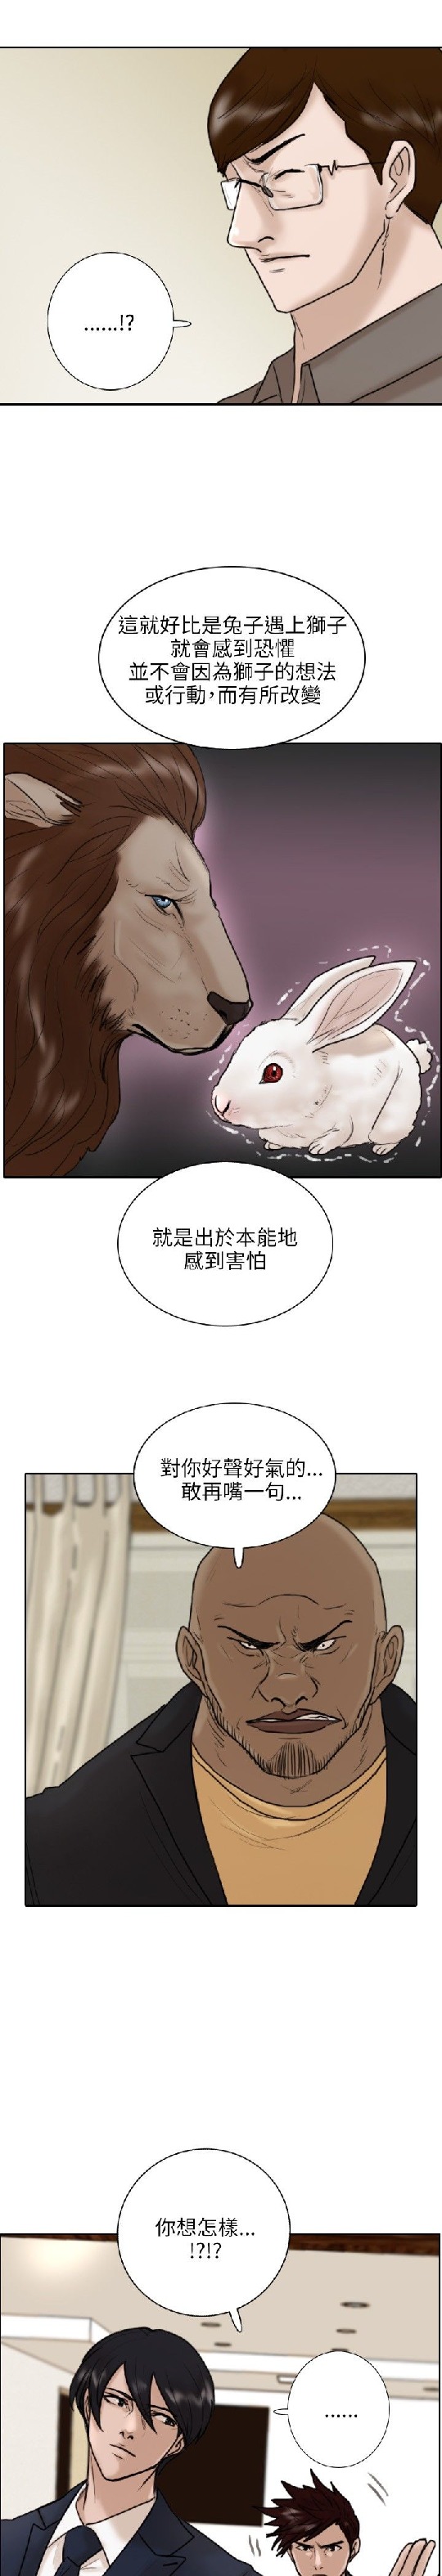 ......!?
這就好比是兔子遇上獅子
就會感到恐懼
並不會因為獅子的想法
或行動，而有所改變
就是出於本能地
感到害怕
對你好聲好氣的...
敢再嘴一句...
你想怎樣...
!?!?
......